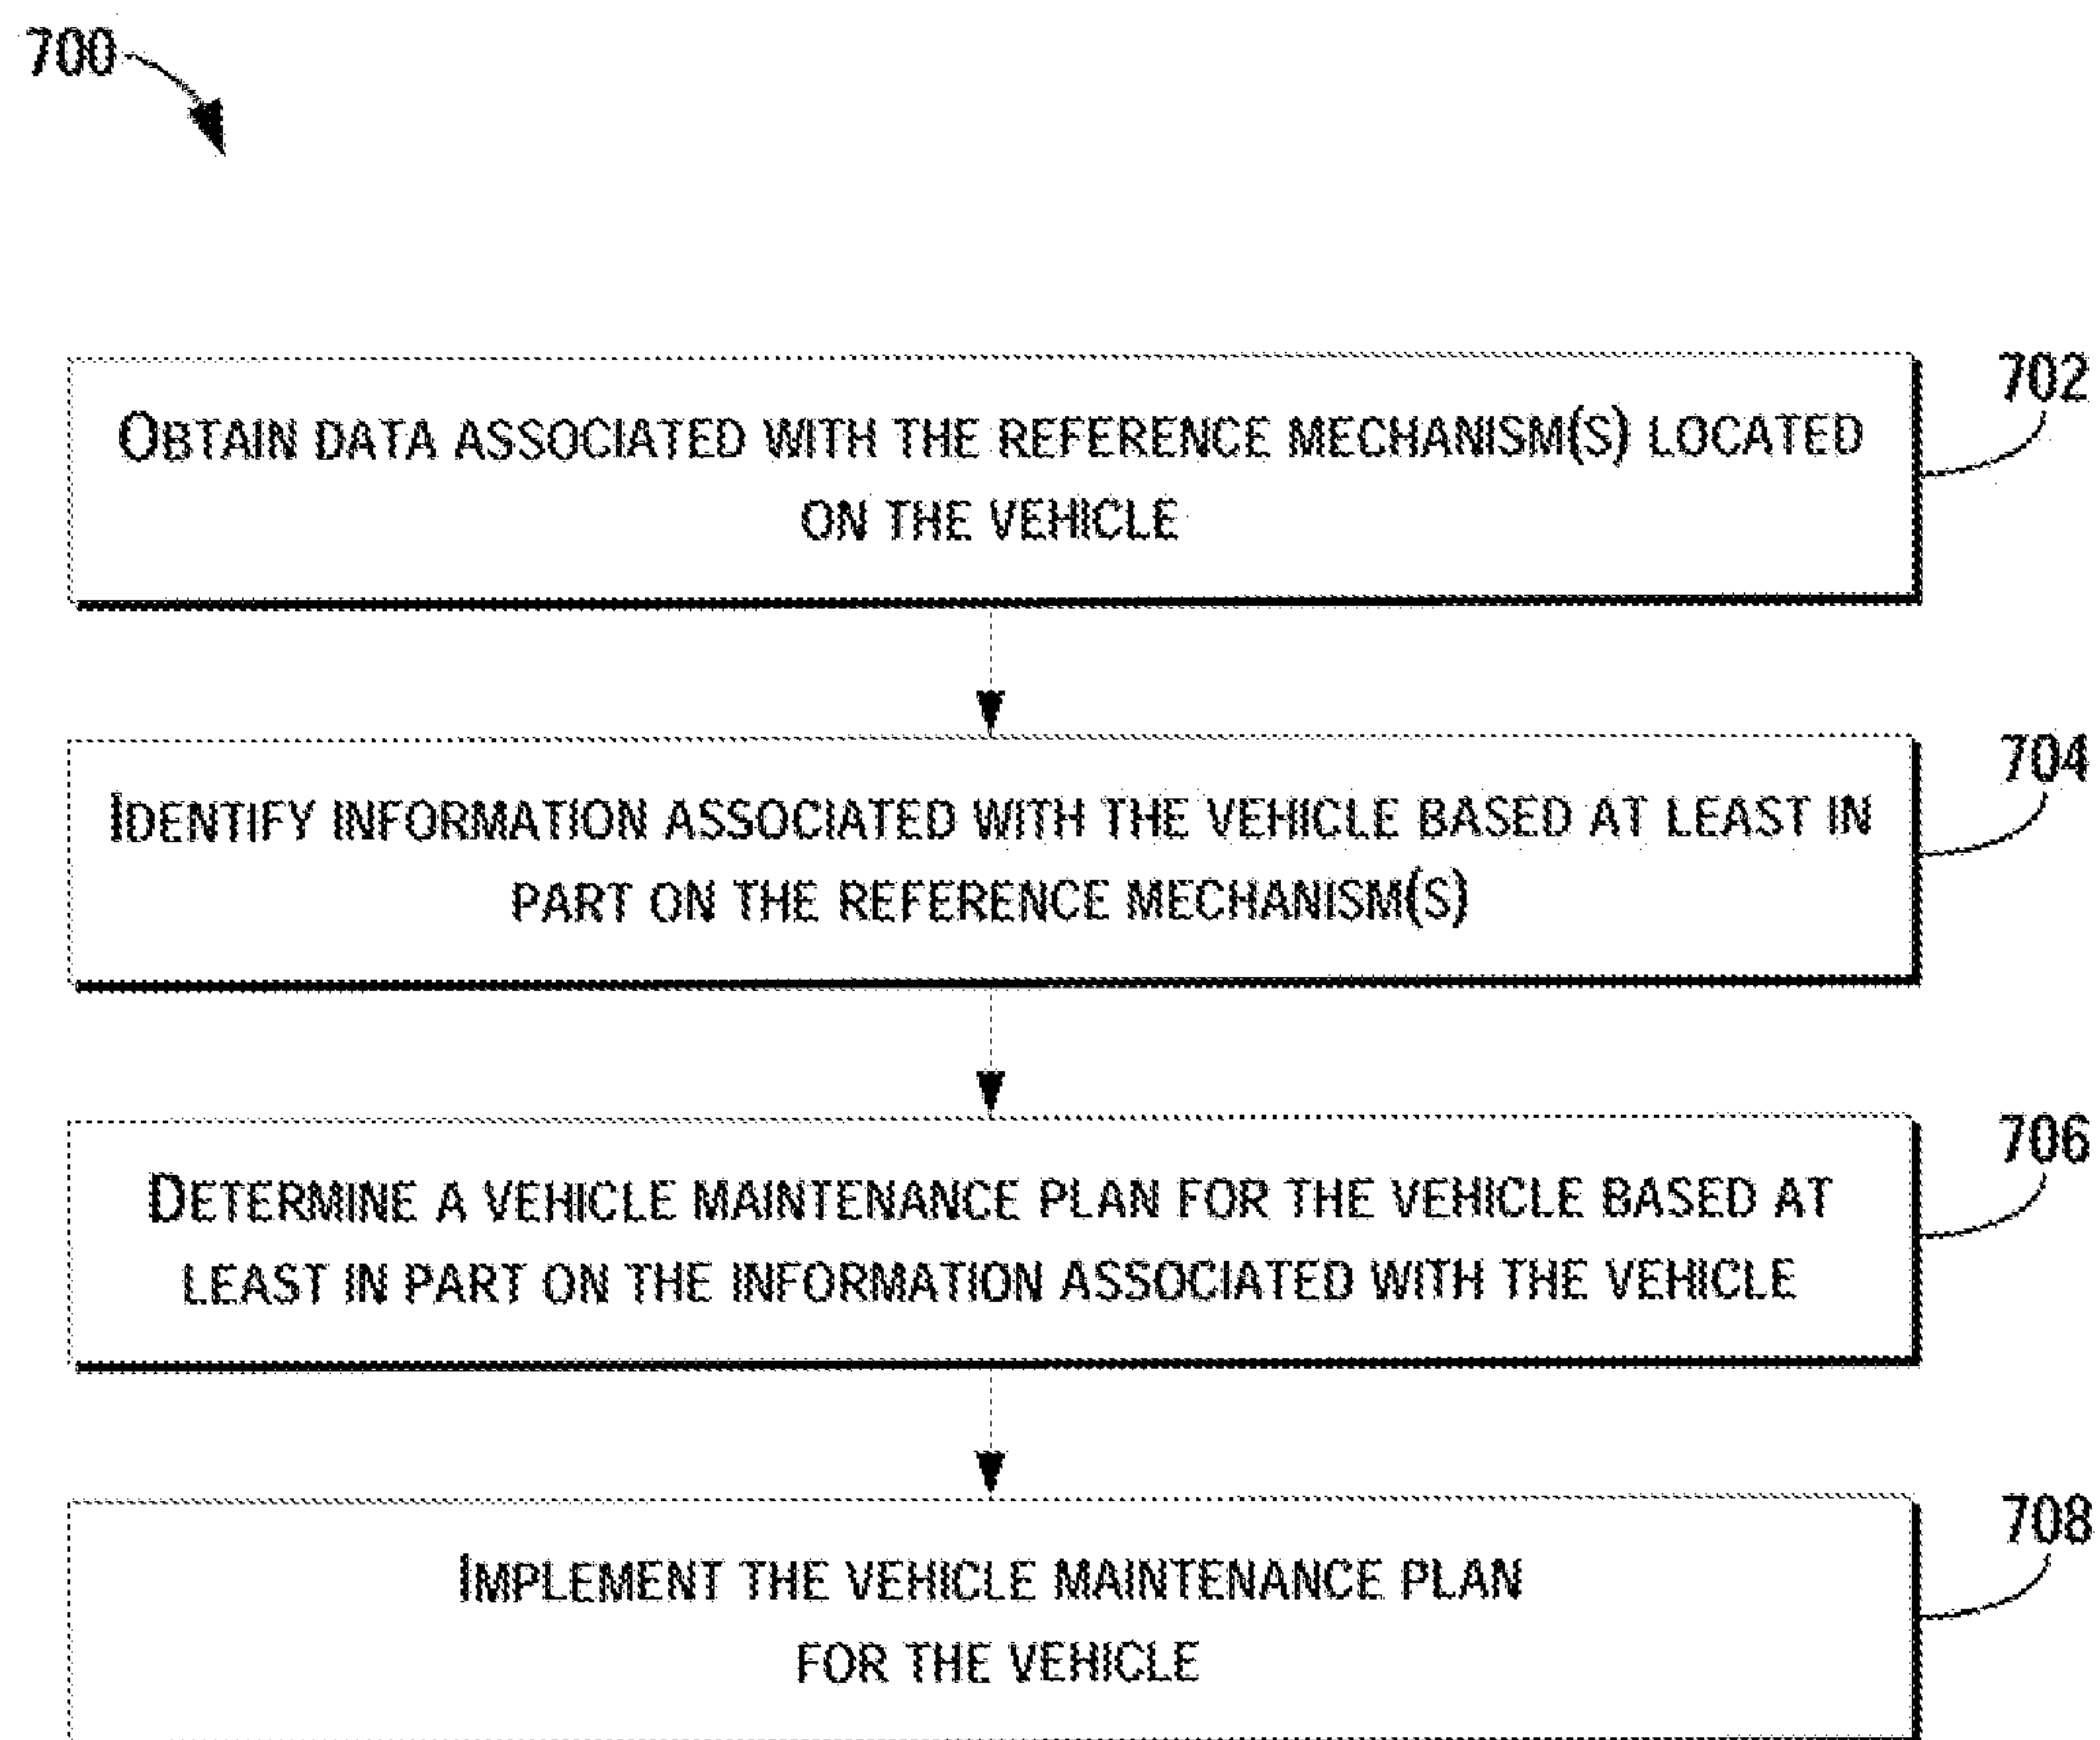 700
OBTAIN DATA ASSOCIATED WITH THE REFERENCE MECHANISM(S) LOCATED
ON THE VEHICLE
702
IDENTIFY INFORMATION ASSOCIATED WITH THE VEHICLE BASED AT LEAST IN
PART ON THE REFERENCE MECHANISM(S)
704
DETERMINE A VEHICLE MAINTENANCE PLAN FOR THE VEHICLE BASED AT
LEAST IN PART ON THE INFORMATION ASSOCIATED WITH THE VEHICLE
706
IMPLEMENT THE VEHICLE MAINTENANCE PLAN
FOR THE VEHICLE
708